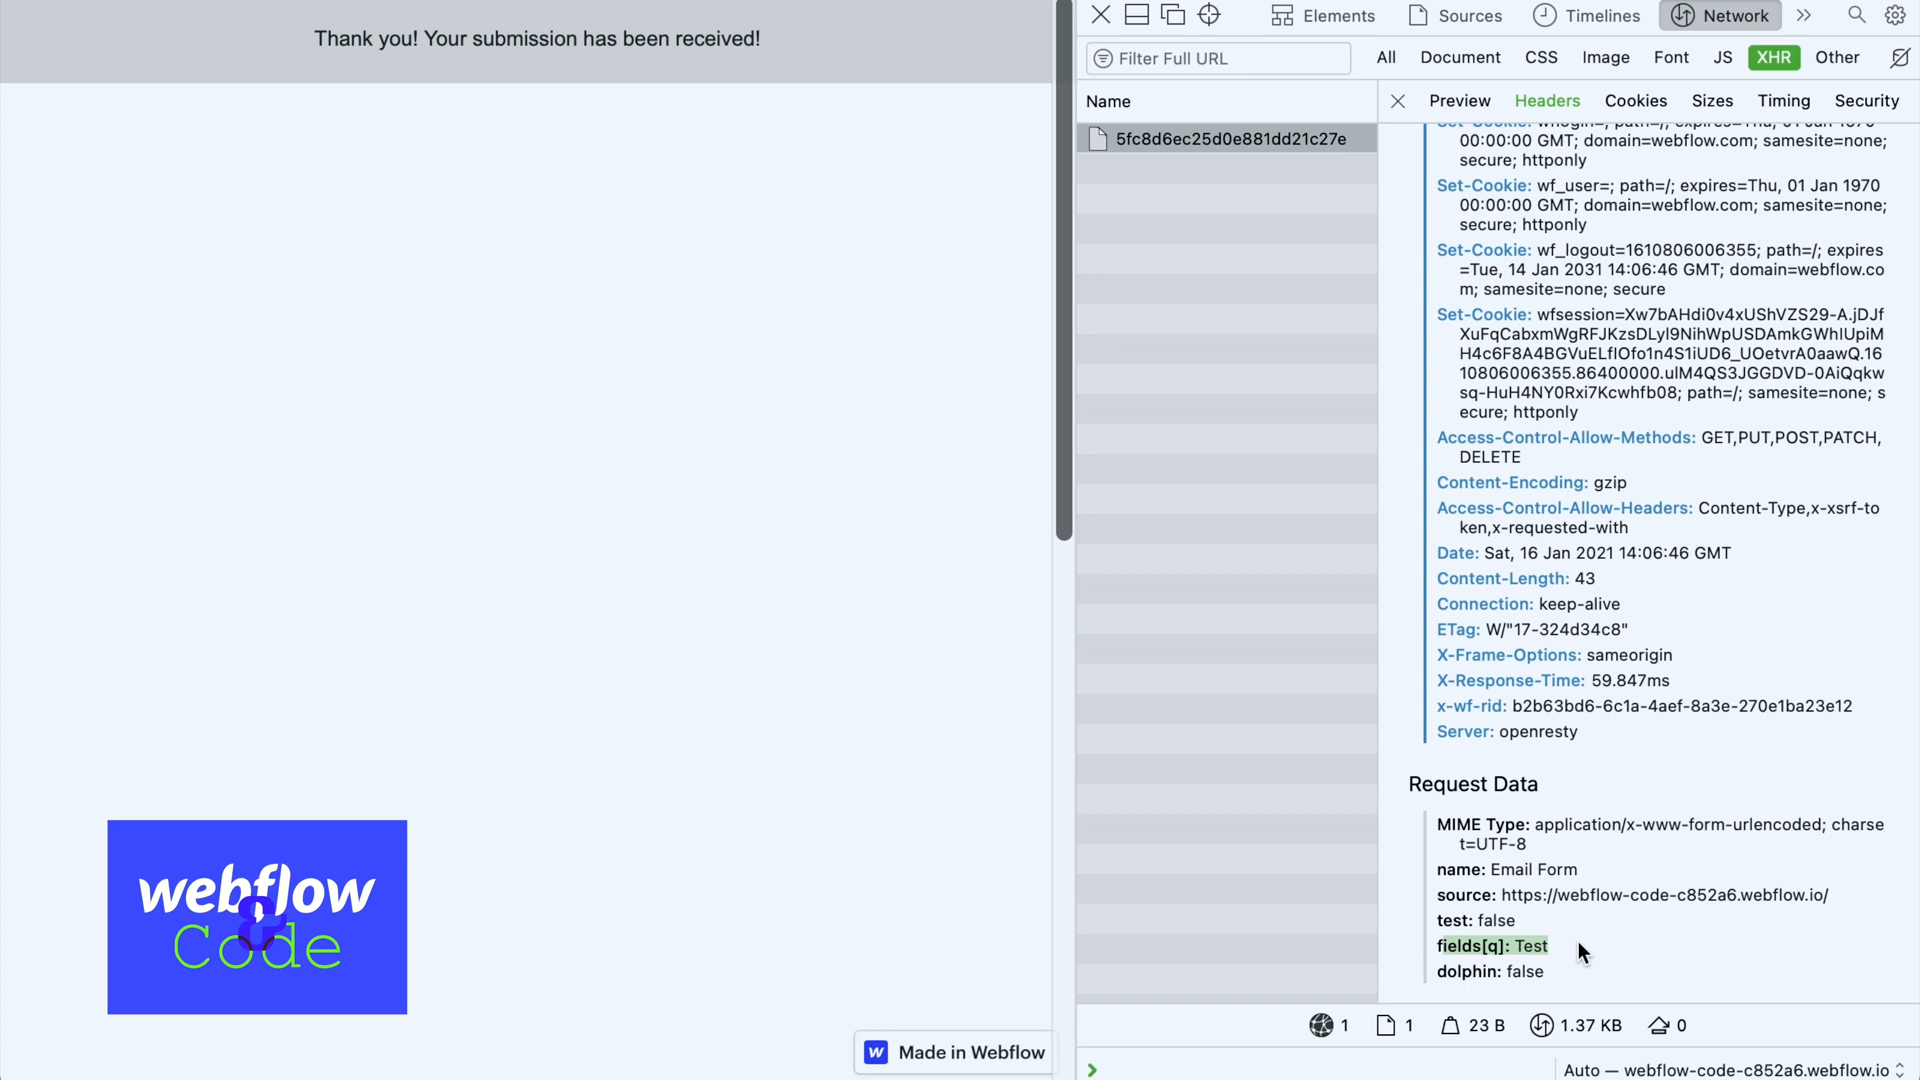 Thank you! Your submission has been received!
webflow
&
Code
Made in Webflow
Elements
Sources
Timelines
Network
Filter Full URL
All
Document
CSS
Image
Font
JS
XHR
Other
Name
Preview
Headers
Cookies
Sizes
Timing
Security
5fc8d6ec25d0e881dd21c27e
00:00:00 GMT; domain=webflow.com; samesite=none;
secure; httponly
Set-Cookie: wf_user=; path=/; expires=Thu, 01 Jan 1970
00:00:00 GMT; domain=webflow.com; samesite=none;
secure; httponly
Set-Cookie: wf_logout=1610806006355; path=/; expires
=Tue, 14 Jan 2031 14:06:46 GMT; domain=webflow.co
m; samesite=none; secure
Set-Cookie: wfsession=Xw7bAHdi0v4xUShVZS29-A.jDJf
XuFqCabxmWgRFJKzsDLyl9NihWpUSDAmkGWhIUpiM
H4c6F8A4BGVuELflOfo1n4S1iUD6_UOetvrA0aawQ.16
10806006355.86400000.ulM4QS3JGGDVD-0AiQqkw
sq-HuH4NY0Rxi7Kcwhfb08; path=/; samesite=none; s
ecure; httponly
Access-Control-Allow-Methods: GET,PUT,POST,PATCH,
DELETE
Content-Encoding: gzip
Access-Control-Allow-Headers: Content-Type,x-xsrf-to
ken,x-requested-with
Date: Sat, 16 Jan 2021 14:06:46 GMT
Content-Length: 43
Connection: keep-alive
ETag: W/"17-324d34c8"
X-Frame-Options: sameorigin
X-Response-Time: 59.847ms
x-wf-rid: b2b63bd6-6c1a-4aef-8a3e-270e1ba23e12
Server: openresty
Request Data
MIME Type: application/x-www-form-urlencoded; charse
t=UTF-8
name: Email Form
source: https://webflow-code-c852a6.webflow.io/
test: false
fields[q]: Test
dolphin: false
1
1
23 B
1.37 KB
0
Auto — webflow-code-c852a6.webflow.io